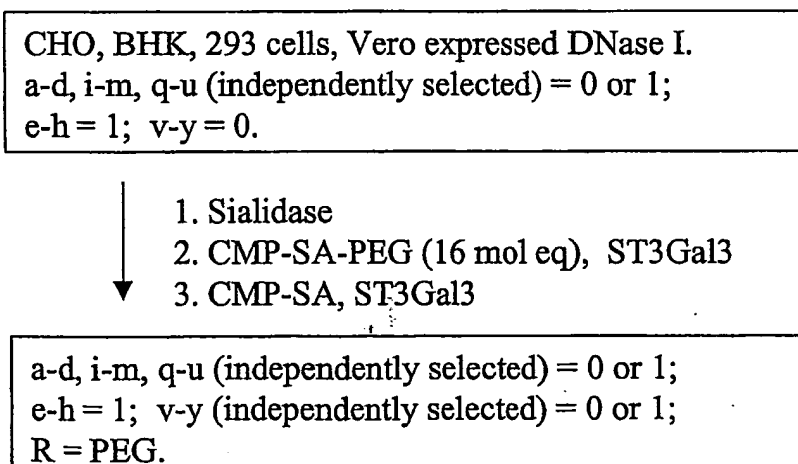 CHO, BHK, 293 cells, Vero expressed DNase I.
a-d, i-m, q-u (independently selected) = 0 or 1;
e-h = 1; v-y = 0.
1. Sialidase
2. CMP-SA-PEG (16 mol eq), ST3Gal3
3. CMP-SA, ST3Gal3
a-d, i-m, q-u (independently selected) = 0 or 1;
e-h = 1; v-y (independently selected) = 0 or 1;
R = PEG.